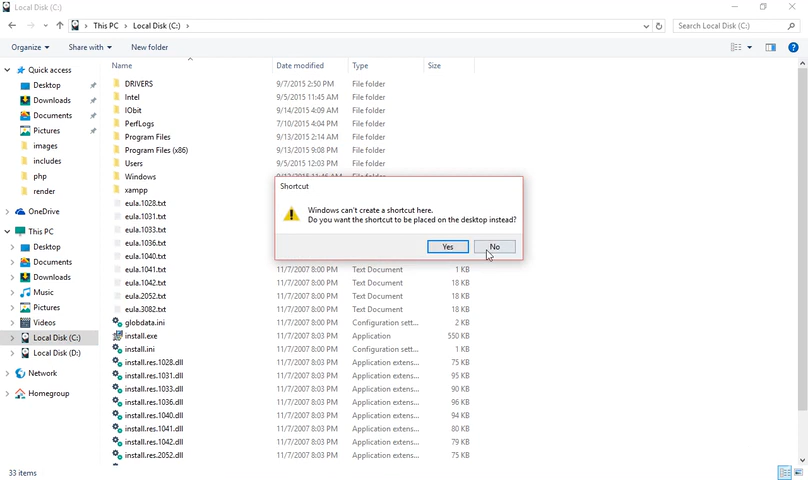 Local Disk (C:)
This PC > Local Disk (C:) >
Search Local Disk (C:)
Organize Share with New folder
Name Date modified Type Size
Quick access
Desktop
Downloads
Documents
Pictures
images
includes
php
render
OneDrive
This PC
Desktop
Documents
Downloads
Music
Pictures
Videos
Local Disk (C:)
Local Disk (D:)
Network
Homegroup
DRIVERS 9/7/2015 2:50 PM File folder
Intel 9/5/2015 11:45 AM File folder
IObit 9/14/2015 4:09 AM File folder
PerfLogs 7/10/2015 4:04 PM File folder
Program Files 9/13/2015 2:14 AM File folder
Program Files (x86) 9/13/2015 9:08 PM File folder
Users 9/5/2015 12:03 PM File folder
Windows File folder
xampp
eula.1028.txt
eula.1031.txt
eula.1033.txt
eula.1036.txt
eula.1040.txt
eula.1041.txt 11/7/2007 8:00 PM Text Document 1 KB
eula.1042.txt 11/7/2007 8:00 PM Text Document 18 KB
eula.2052.txt 11/7/2007 8:00 PM Text Document 18 KB
eula.3082.txt 11/7/2007 8:00 PM Text Document 18 KB
globdata.ini 11/7/2007 8:00 PM Configuration sett... 2 KB
install.exe 11/7/2007 8:03 PM Application 550 KB
install.ini 11/7/2007 8:00 PM Configuration sett... 1 KB
install.res.1028.dll 11/7/2007 8:03 PM Application extens... 75 KB
install.res.1031.dll 11/7/2007 8:03 PM Application extens... 95 KB
install.res.1033.dll 11/7/2007 8:03 PM Application extens... 90 KB
install.res.1036.dll 11/7/2007 8:03 PM Application extens... 96 KB
install.res.1040.dll 11/7/2007 8:03 PM Application extens... 94 KB
install.res.1041.dll 11/7/2007 8:03 PM Application extens... 80 KB
install.res.1042.dll 11/7/2007 8:03 PM Application extens... 79 KB
install.res.2052.dll 11/7/2007 8:03 PM Application extens... 75 KB
Shortcut
Windows can't create a shortcut here.
Do you want the shortcut to be placed on the desktop instead?
Yes No
33 items